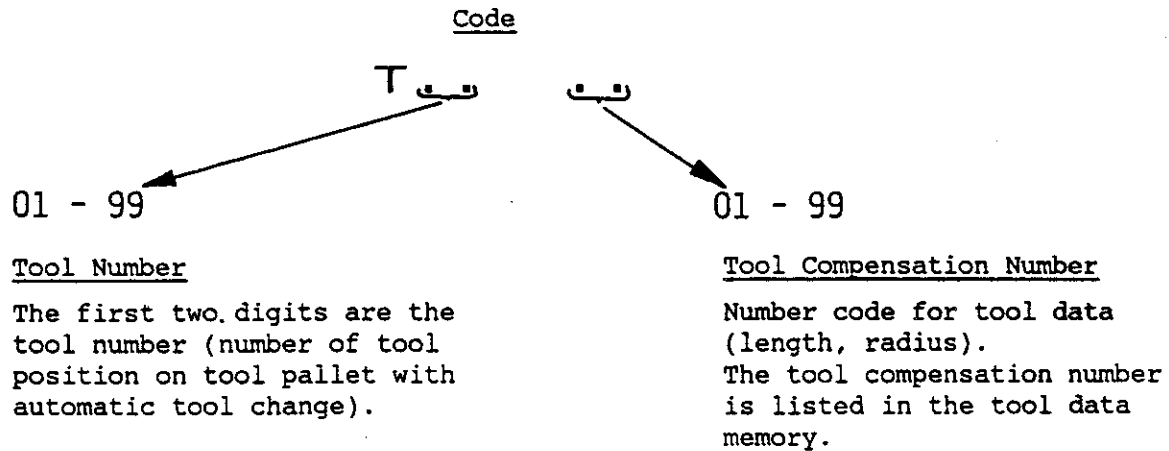 Code
T
01 - 99
01 - 99
Tool Number
The first two digits are the
tool number (number of tool
position on tool pallet with
automatic tool change).
Tool Compensation Number
Number code for tool data
(length, radius).
The tool compensation number
is listed in the tool data
memory.